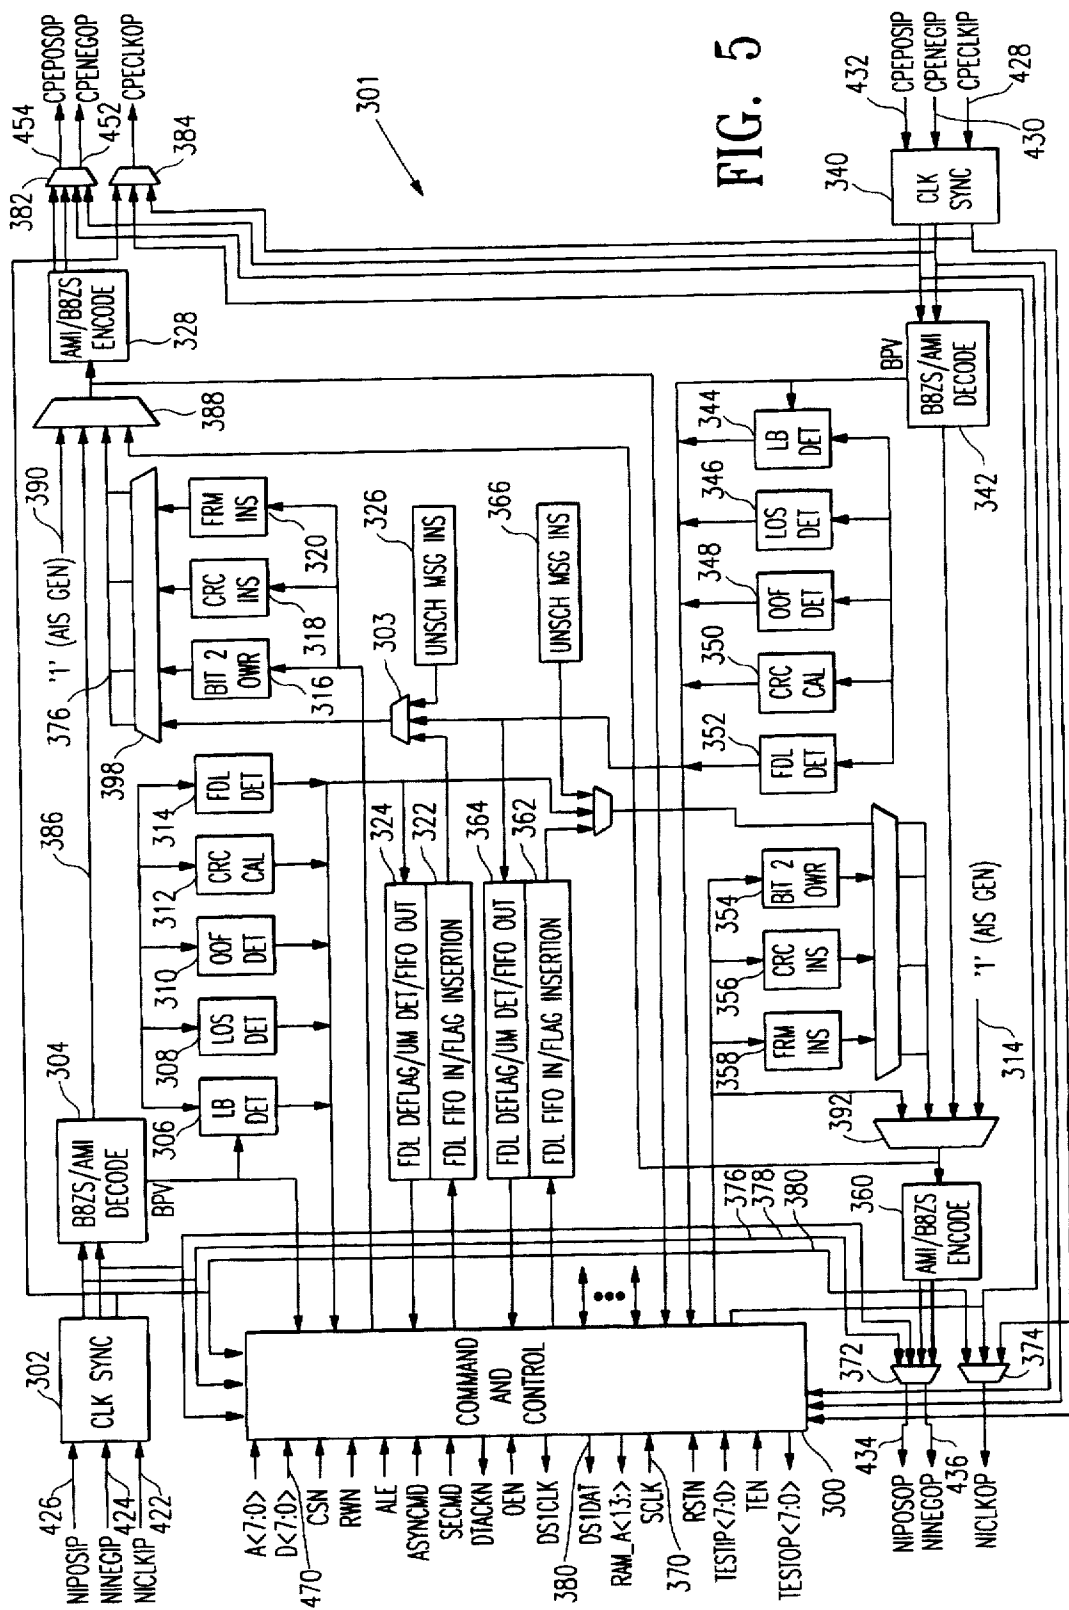 FIG. 5
301
NIPOSIP
426
NINEGIP
424
NICLKIP
422
302
CLK SYNC
304
B8ZS/AMI
DECODE
BPV
386
'1' (AIS GEN)
390
376
388
AMI/B8ZS
ENCODE
328
382
454
CPEPOSOP
CPENEGOP
452
CPECLKOP
384
306
LB
DET
308
LOS
DET
310
OOF
DET
312
CRC
CAL
314
FDL
DET
398
BIT 2
OWR
316
CRC
INS
318
FRM
INS
320
303
UNSCH MSG INS
326
UNSCH MSG INS
366
324
FDL DEFLAG/UM DET/FIFO OUT
322
FDL FIFO IN/FLAG INSERTION
364
FDL DEFLAG/UM DET/FIFO OUT
362
FDL FIFO IN/FLAG INSERTION
COMMAND
AND
CONTROL
300
A<7:0>
D<7:0>
470
CSN
RWN
ALE
ASYNCMD
SECMD
DTACKN
OEN
DS1CLK
DS1DAT
380
RAM_A<13:>
SCLK
370
RSTN
TESTIP<7:0>
TEN
TESTOP<7:0>
352
FDL
DET
350
CRC
CAL
348
OOF
DET
346
LOS
DET
344
LB
DET
BPV
B8ZS/AMI
DECODE
342
340
CLK
SYNC
432
CPEPOSIP
CPENEGIP
CPECLKIP
430
428
358
FRM
INS
356
CRC
INS
354
BIT 2
OWR
'1' (AIS GEN)
314
392
376
378
380
360
AMI/B8ZS
ENCODE
372
374
434
NIPOSOP
NINEGOP
436
NICLKOP